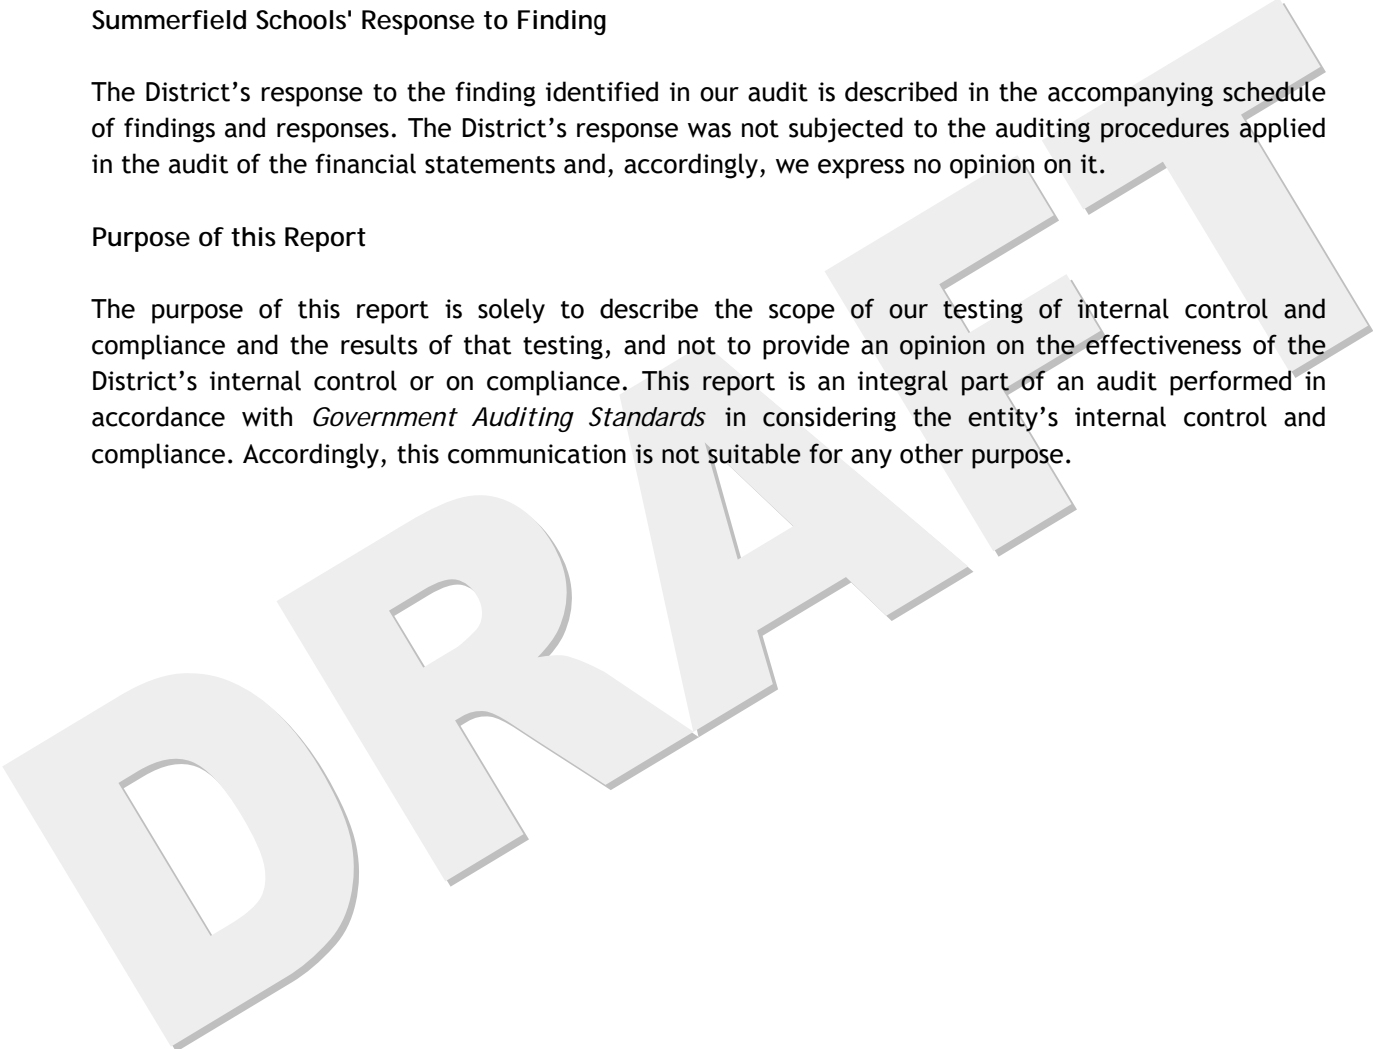 Summerfield Schools' Response to Finding
The District’s response to the finding identified in our audit is described in the accompanying schedule
of findings and responses. The District’s response was not subjected to the auditing procedures applied
in the audit of the financial statements and, accordingly, we express no opinion on it.
Purpose of this Report
The purpose of this report is solely to describe the scope of our testing of internal control and
compliance and the results of that testing, and not to provide an opinion on the effectiveness of the
District’s internal control or on compliance. This report is an integral part of an audit performed in
accordance with Government Auditing Standards in considering the entity’s internal control and
compliance. Accordingly, this communication is not suitable for any other purpose.
DRAFT